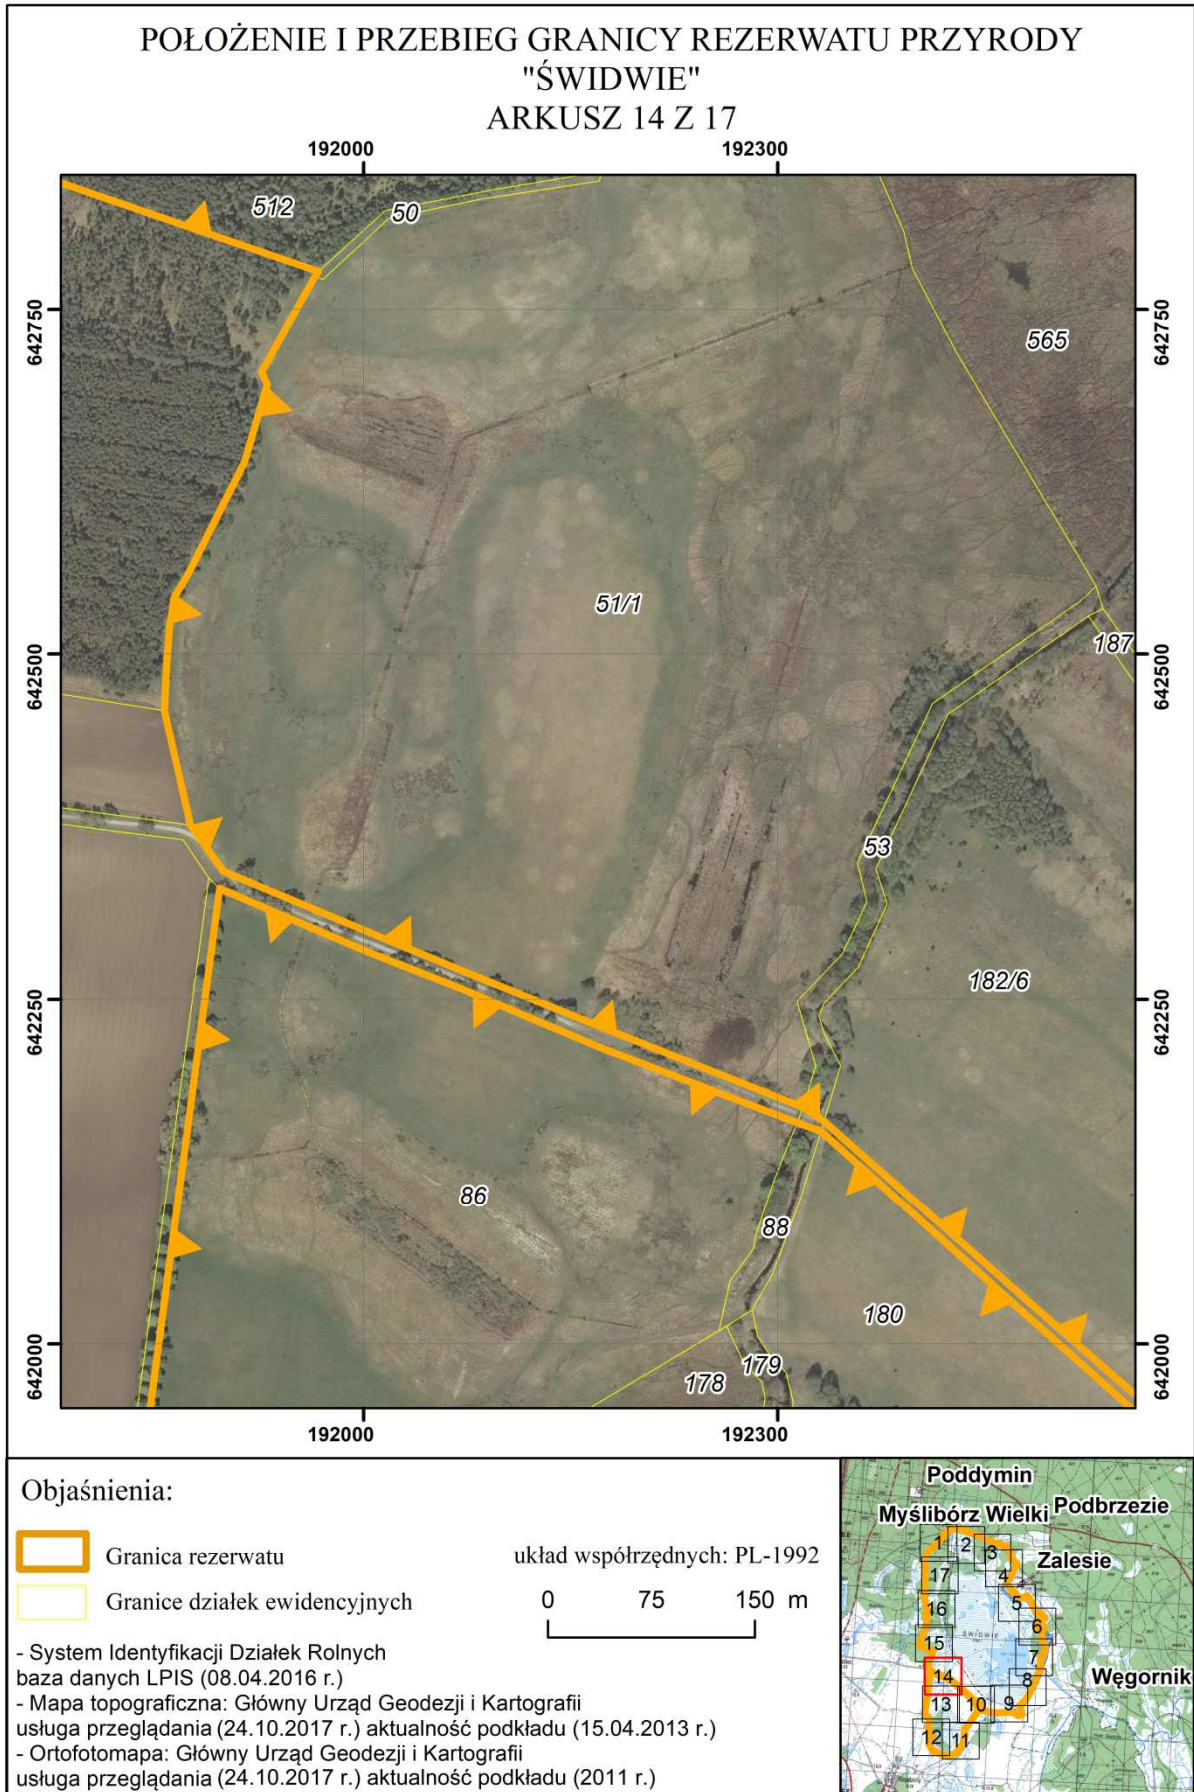 POŁOŻENIE I PRZEBIEG GRANICY REZERWATU PRZYRODY
"ŚWIDWIE"
ARKUSZ 14 Z 17
192000
192300
512
50
642750
642750
565
51/1
187
642500
642500
53
182/6
642250
642250
86
88
180
179
178
642000
642000
192000
192300
Objaśnienia:
Granica rezerwatu
Granice działek ewidencyjnych
układ współrzędnych: PL-1992
0 75 150 m
- System Identyfikacji Działek Rolnych
baza danych LPIS (08.04.2016 r.)
- Mapa topograficzna: Główny Urząd Geodezji i Kartografii
usługa przeglądania (24.10.2017 r.) aktualność podkładu (15.04.2013 r.)
- Ortofotomapa: Główny Urząd Geodezji i Kartografii
usługa przeglądania (24.10.2017 r.) aktualność podkładu (2011 r.)
Poddymin
Myślibórz Wielki
Podbrzezie
Zalesie
Węgornik
ŚWIDWIE
1
2
3
4
17
5
16
6
15
7
14
8
13
10
9
12
11